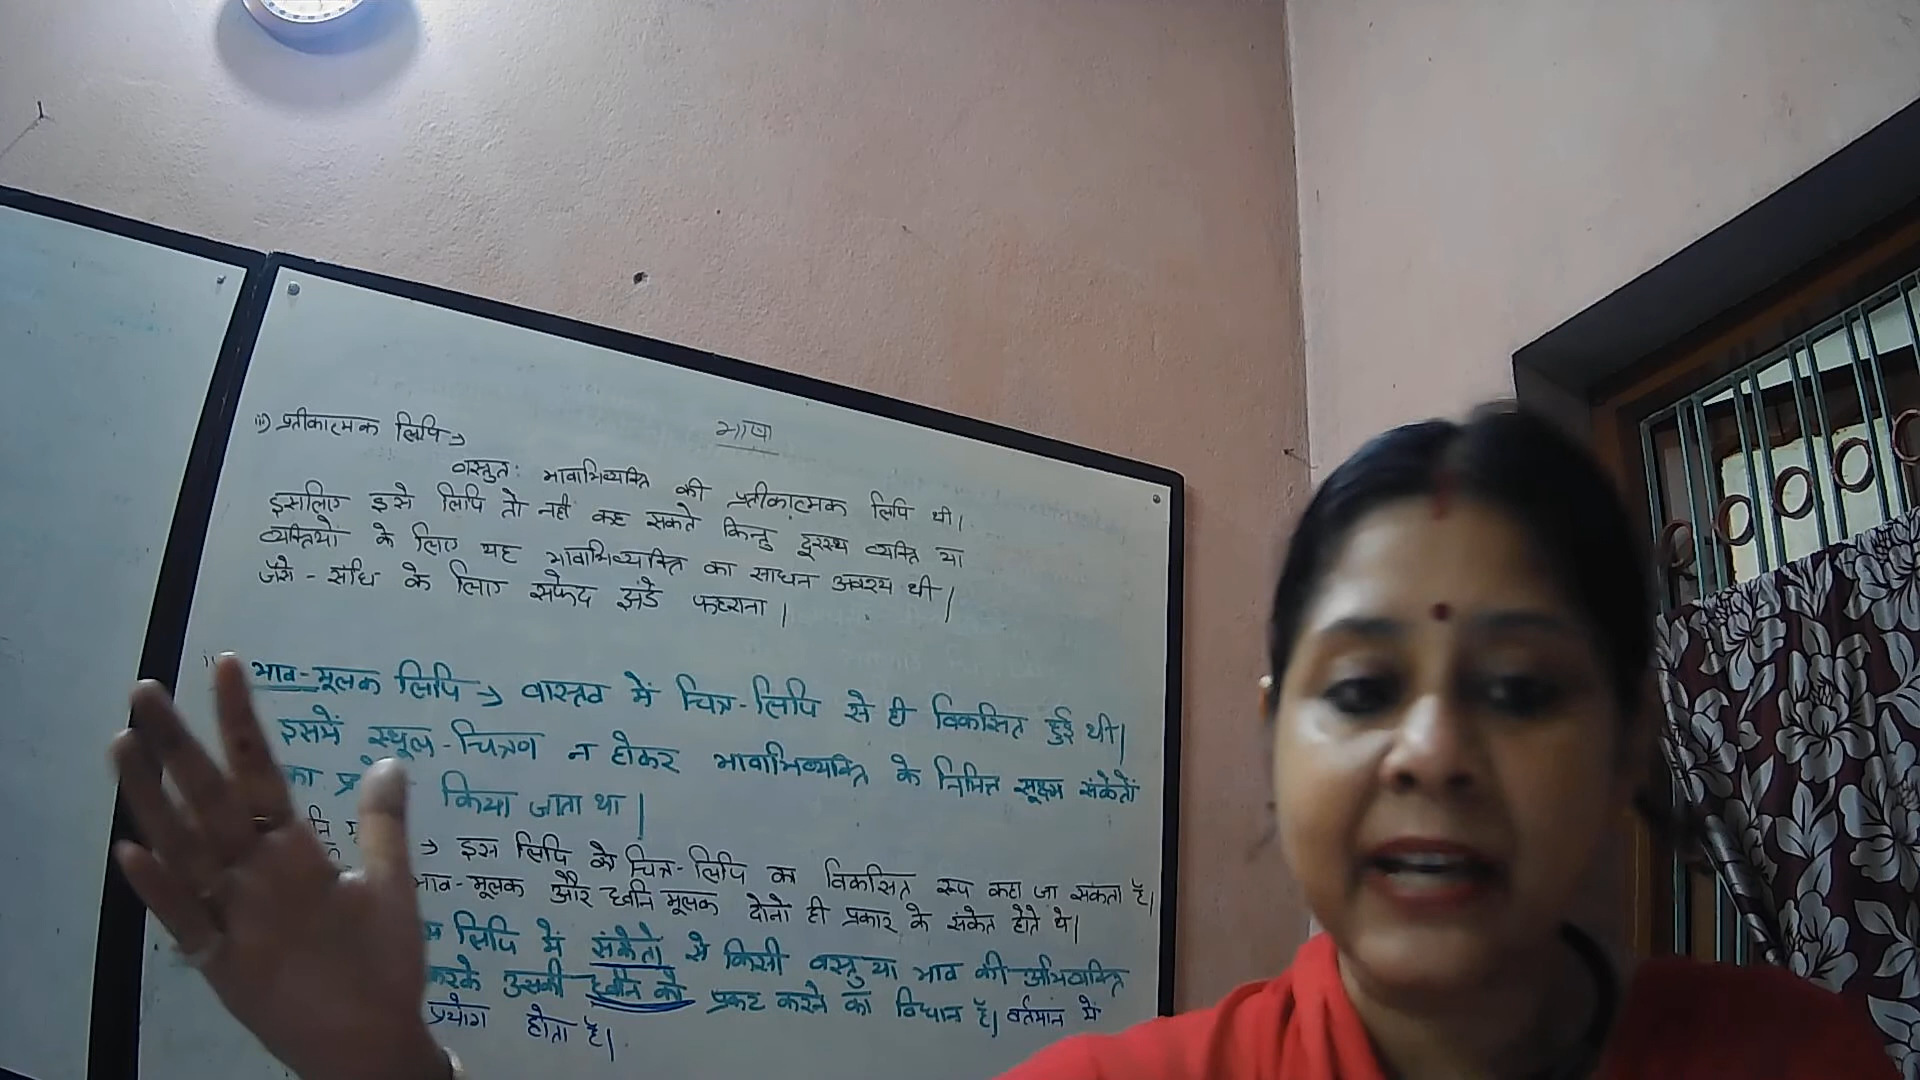 भाषा
iii) प्रतीकात्मक लिपि →
वास्तुत: भावाभिव्यक्ति की प्रतीकात्मक लिपि थी।
इसलिए इसे लिपि तो नहीं कह सकते किन्तु दूरस्थ व्यक्ति या
व्यक्तियों के लिए यह भावाभिव्यक्ति का साधन अवश्य थी।
जैसे - संधि के लिए सफेद झंडे फहराना।
भाव-मूलक लिपि → वास्तव में चित्र-लिपि से ही विकसित हुई थी।
इसमें स्थूल-चित्रण न होकर भावाभिव्यक्ति के निमित्त सूक्ष्म संकेतों
का किया जाता था।
→ इस लिपि को चित्र-लिपि का विकसित रूप कहा जा सकता है।
भाव-मूलक और ध्वनि मूलक दोनो ही प्रकार के संकेत होते थे।
लिपि में संकेतो से किसी वस्तु या भाव की अभिव्यक्ति
करके उसकी ध्वनि को प्रकट करने का विधान है। वर्तमान में
प्रयोग होता है।